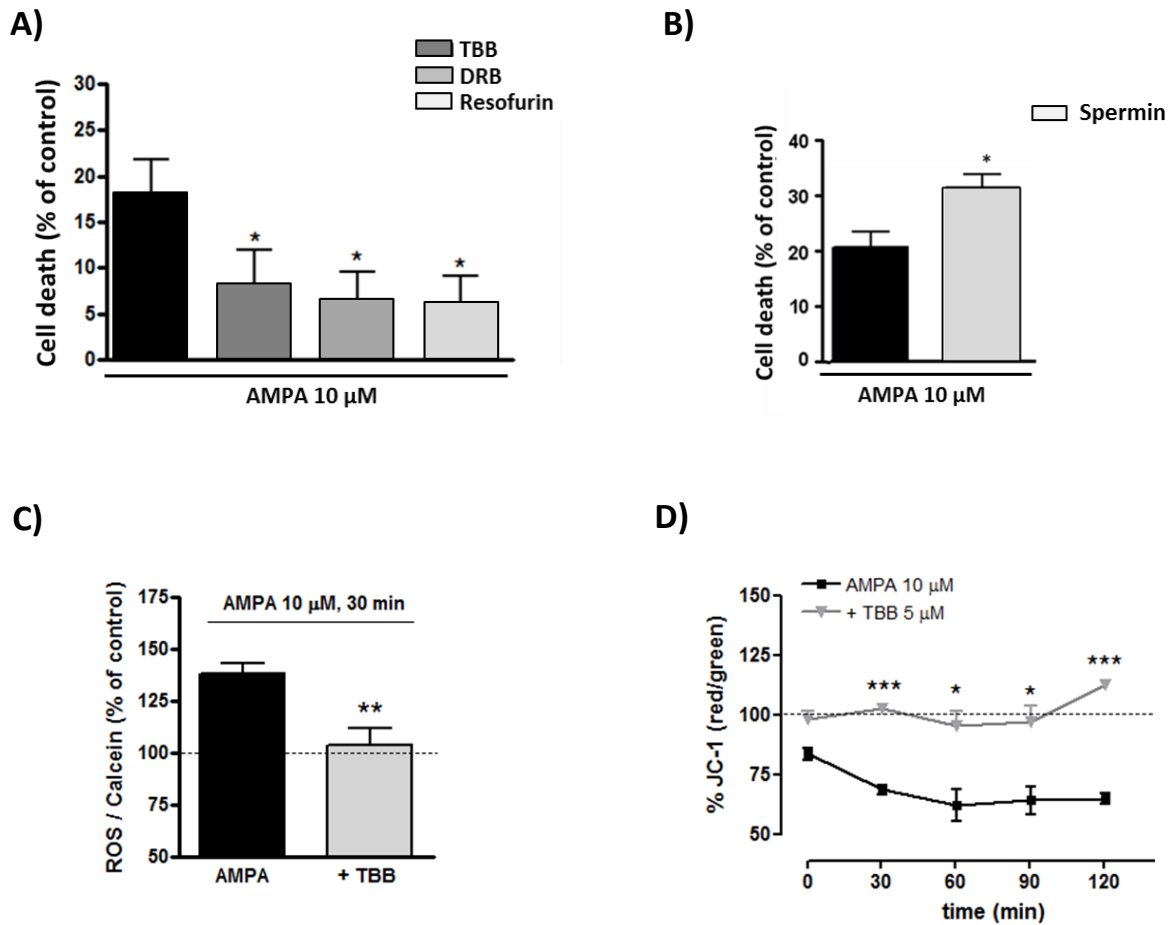 A)
TBB
DRB
Resofurin
Cell death (% of control)
30
25
20
15
10
5
0
*
*
*
AMPA 10 µM
B)
Spermin
Cell death (% of control)
40
30
20
10
0
*
AMPA 10 µM
C)
ROS / Calcein (% of control)
175
150
125
100
75
50
AMPA 10 µM, 30 min
**
AMPA
+ TBB
D)
AMPA 10 µM
+ TBB 5 µM
% JC-1 (red/green)
150
125
100
75
50
***
*
*
***
0
30
60
90
120
time (min)